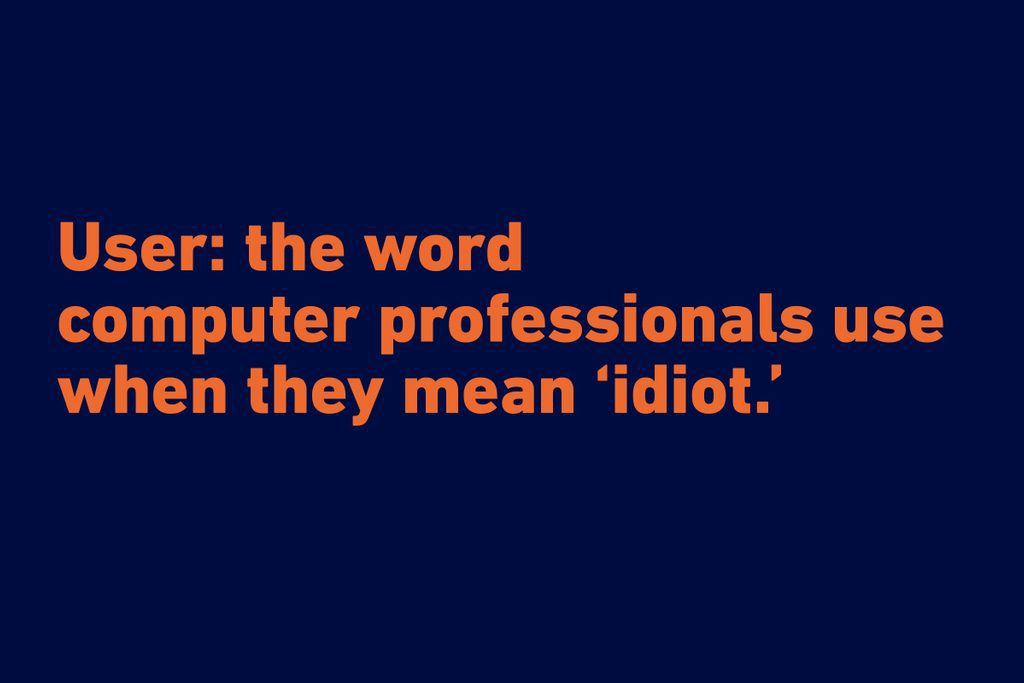 User: the word
computer professionals use
when they mean ‘idiot.’